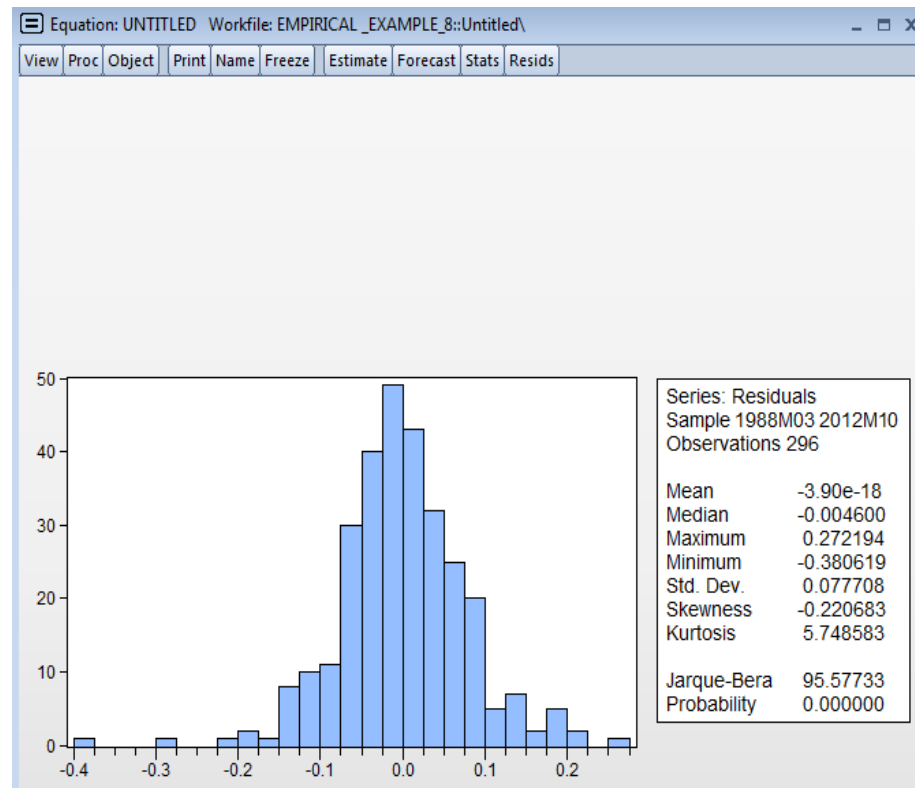 Equation: UNTITLED Workfile: EMPIRICAL _EXAMPLE_8::Untitled\
View Proc Object Print Name Freeze Estimate Forecast Stats Resids
50
40
30
20
10
0
-0.4 -0.3 -0.2 -0.1 0.0 0.1 0.2
Series: Residuals
Sample 1988M03 2012M10
Observations 296
Mean -3.90e-18
Median -0.004600
Maximum 0.272194
Minimum -0.380619
Std. Dev. 0.077708
Skewness -0.220683
Kurtosis 5.748583
Jarque-Bera 95.57733
Probability 0.000000